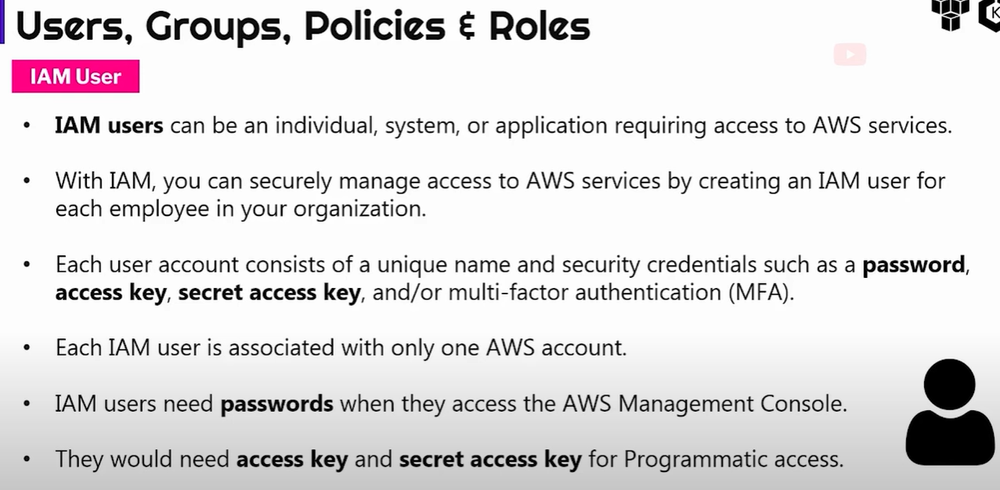 Users, Groups, Policies & Roles
IAM User
• IAM users can be an individual, system, or application requiring access to AWS services.
• With IAM, you can securely manage access to AWS services by creating an IAM user for
each employee in your organization.
• Each user account consists of a unique name and security credentials such as a password,
access key, secret access key, and/or multi-factor authentication (MFA).
• Each IAM user is associated with only one AWS account.
• IAM users need passwords when they access the AWS Management Console.
• They would need access key and secret access key for Programmatic access.